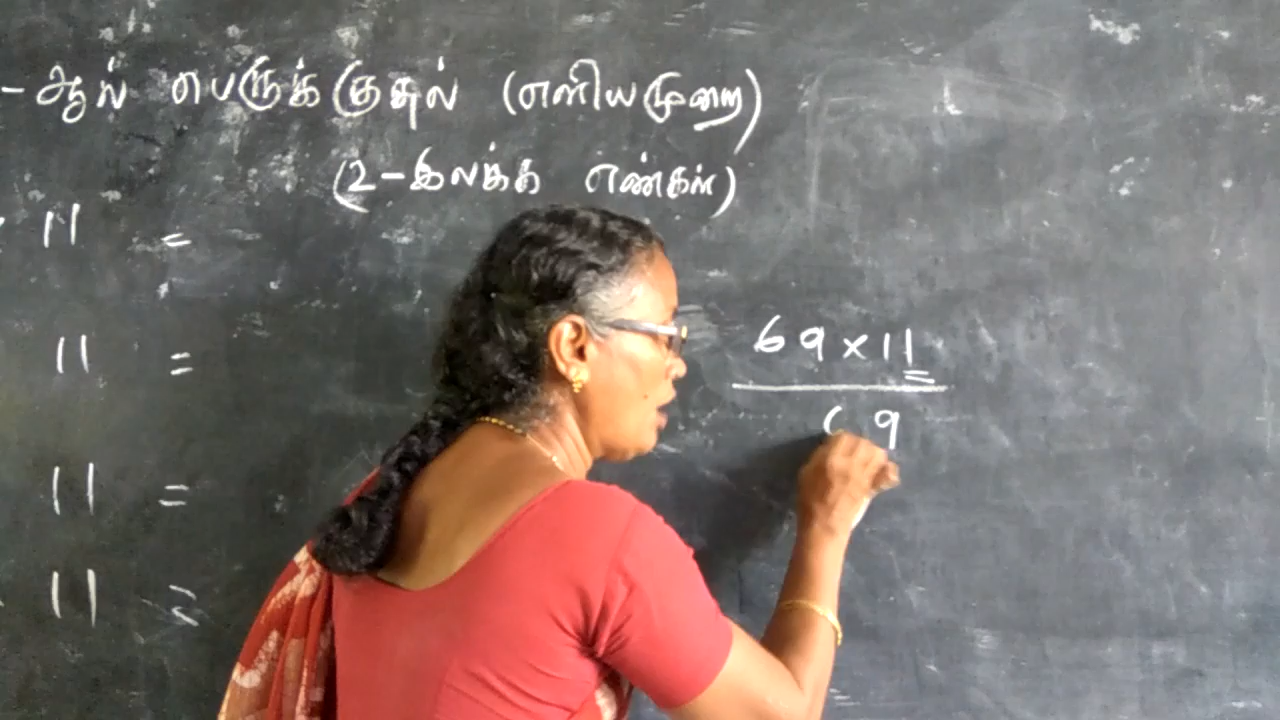 -ஆல் பெருக்குதல் (எளியமுறை)
(2-இலக்க எண்கள்)
11 =
11 =
11 =
11 =
69 × 11
69